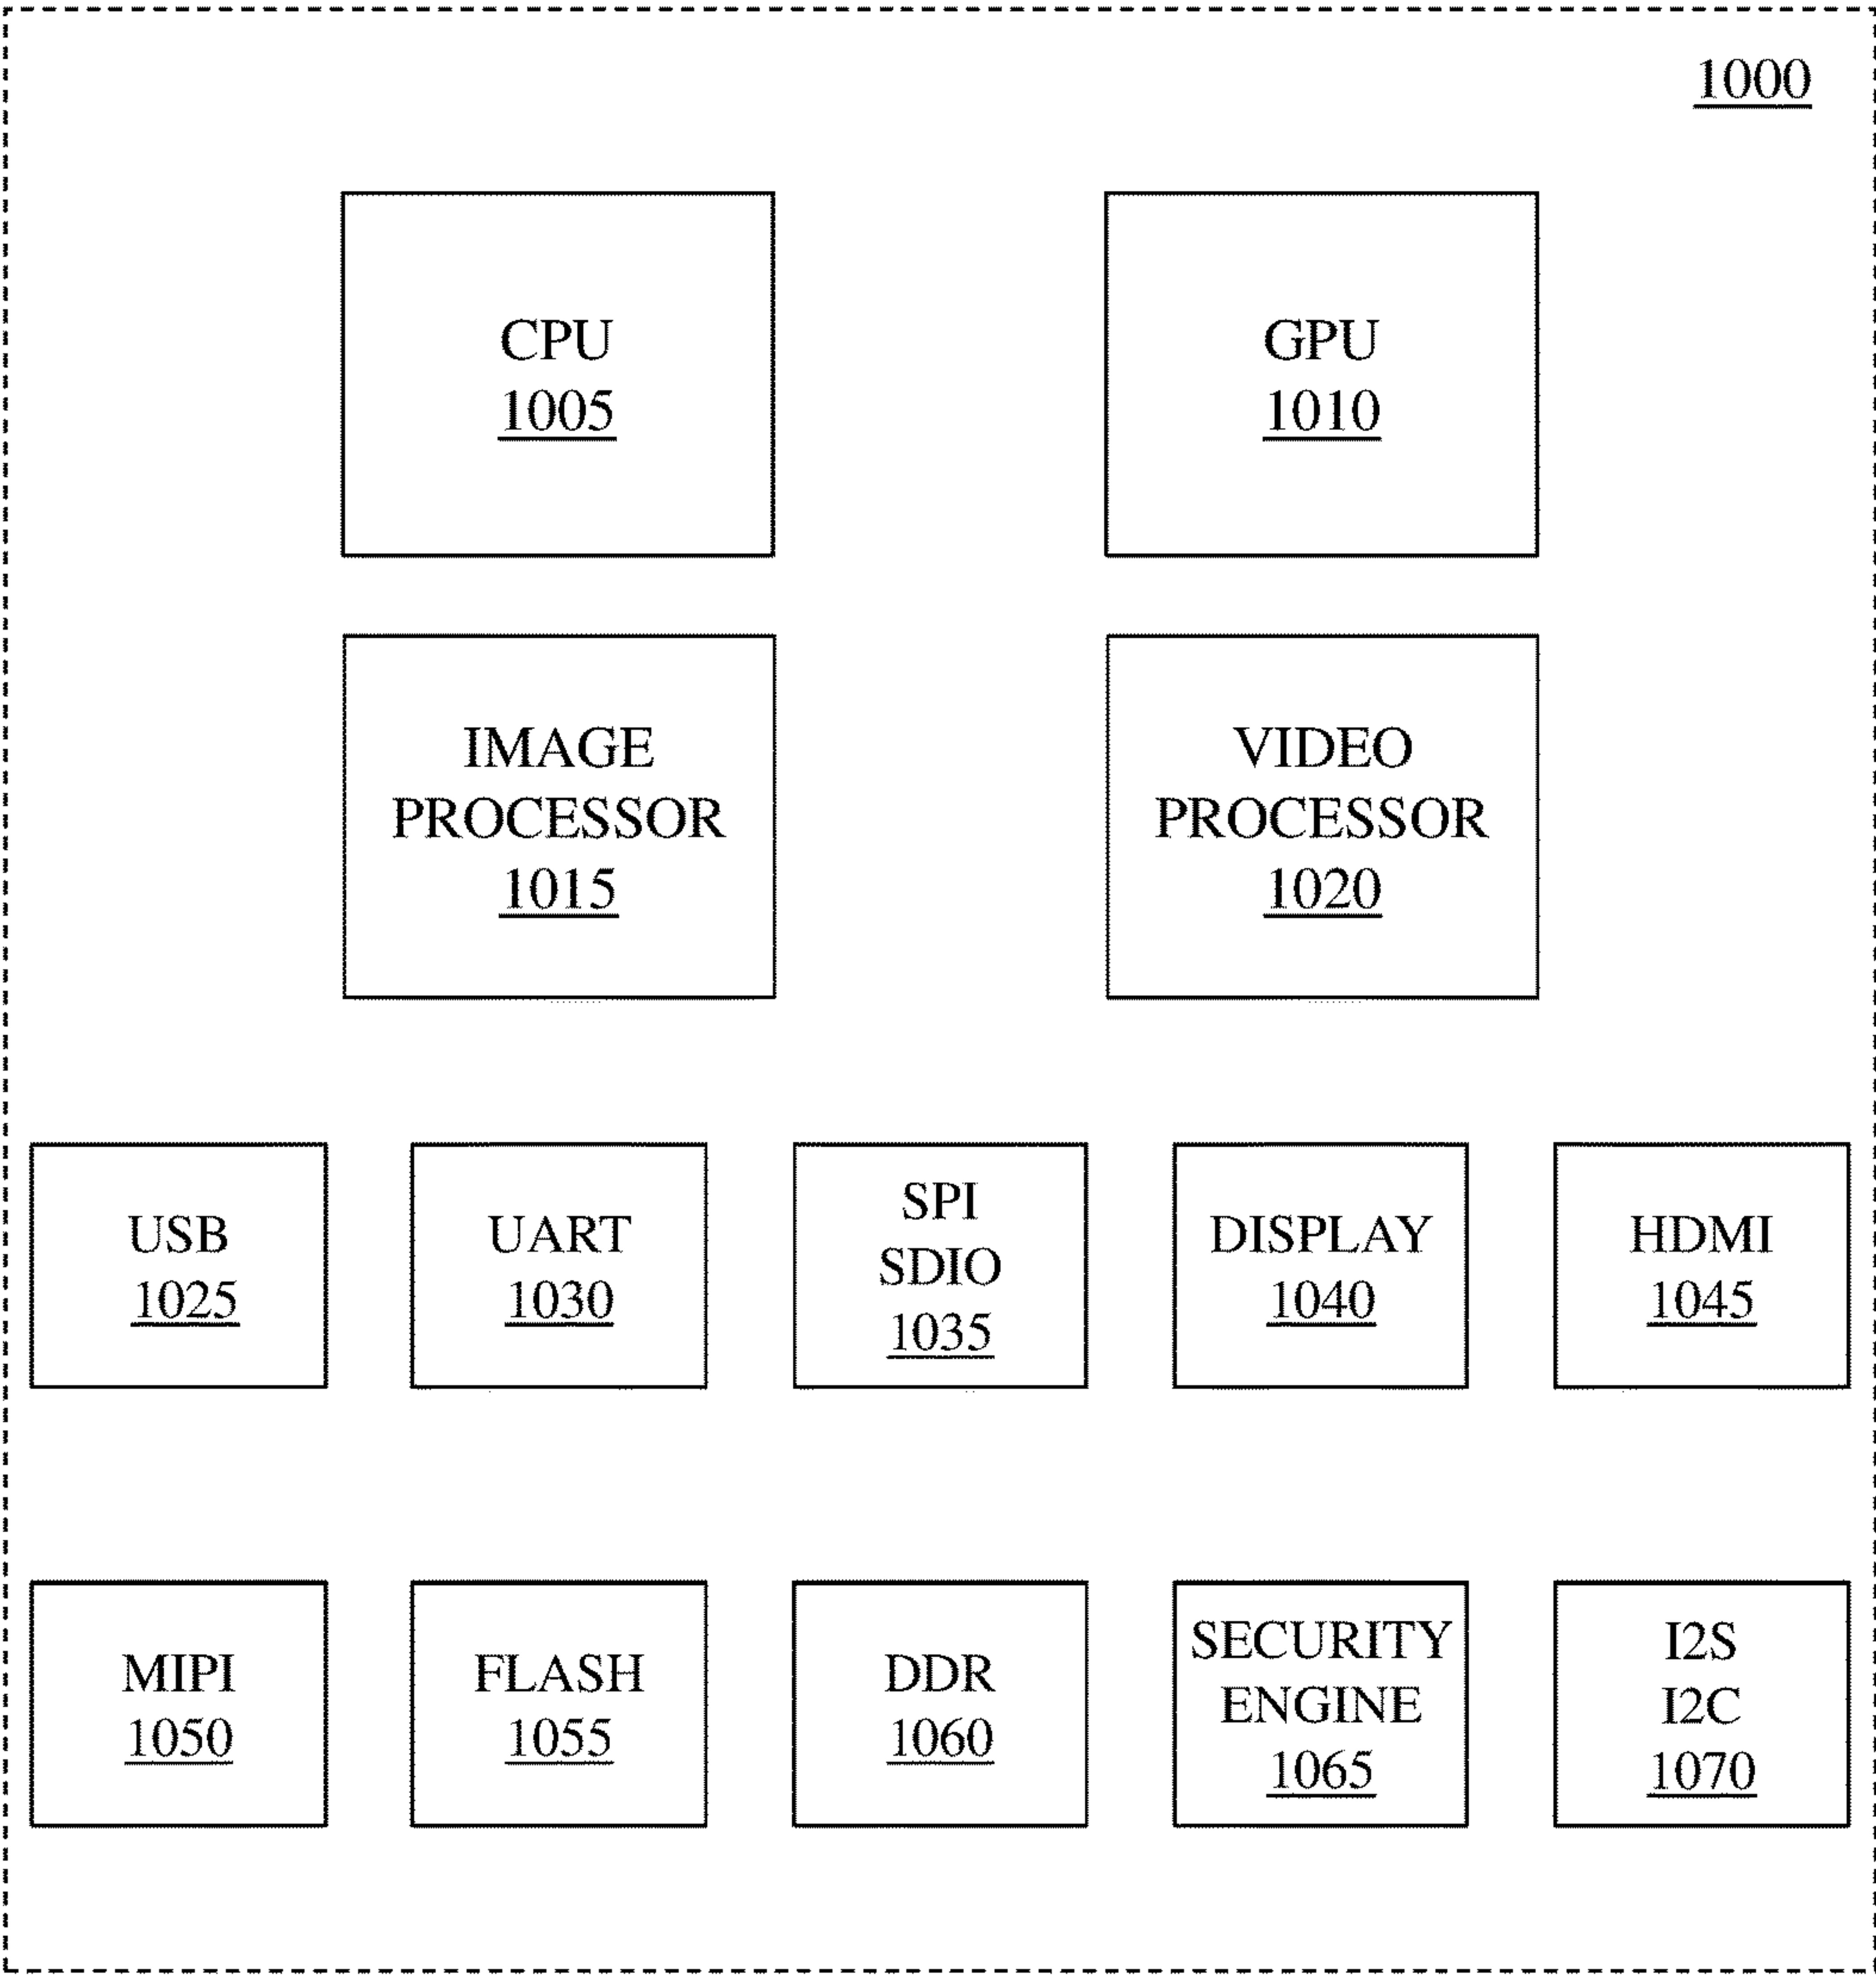 1000
CPU
1005
GPU
1010
IMAGE
PROCESSOR
1015
VIDEO
PROCESSOR
1020
USB
1025
UART
1030
SPI
SDIO
1035
DISPLAY
1040
HDMI
1045
MIPI
1050
FLASH
1055
DDR
1060
SECURITY
ENGINE
1065
I2S
I2C
1070